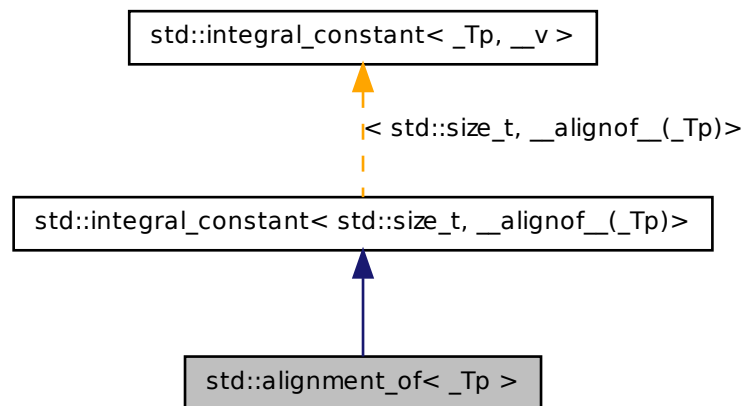 std::integral_constant< _Tp, __v >
< std::size_t, __alignof__(_Tp)>
std::integral_constant< std::size_t, __alignof__(_Tp)>
std::alignment_of< _Tp >